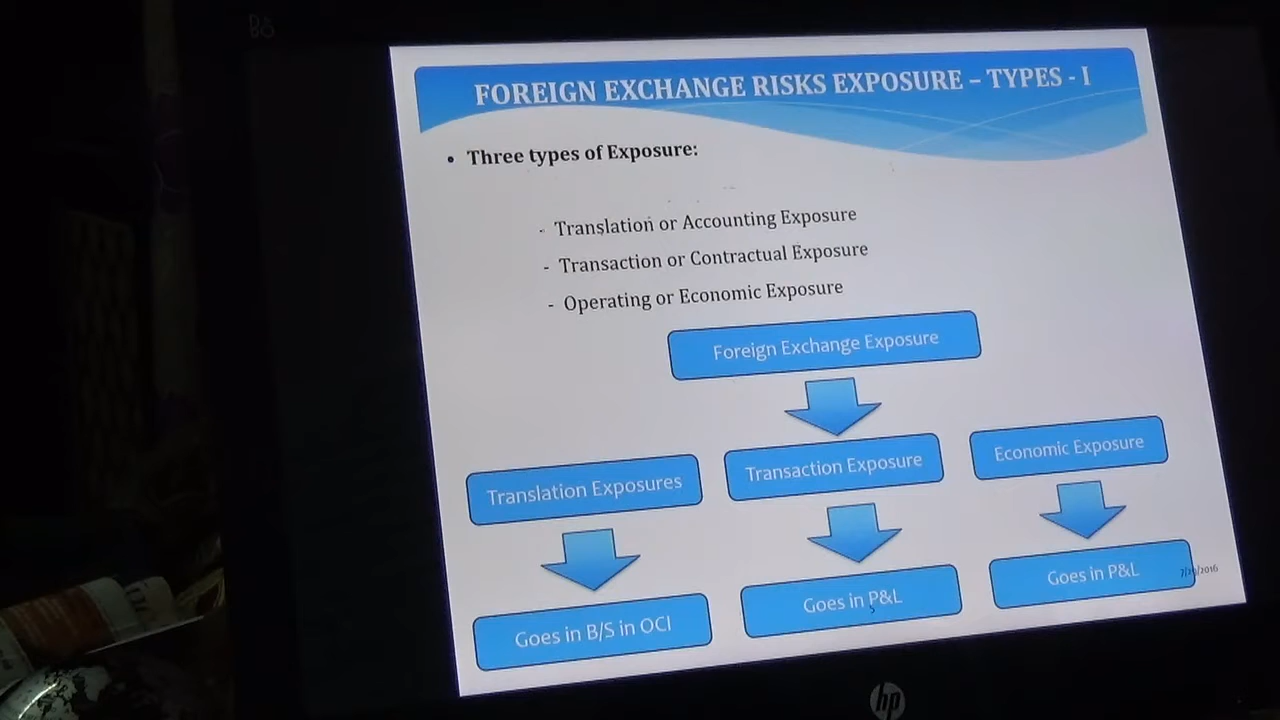 FOREIGN EXCHANGE RISKS EXPOSURE – TYPES - I
• Three types of Exposure:
- Translation or Accounting Exposure
- Transaction or Contractual Exposure
- Operating or Economic Exposure
Foreign Exchange Exposure
Translation Exposures
Transaction Exposure
Economic Exposure
Goes in B/S in OCI
Goes in P&L
Goes in P&L
hp